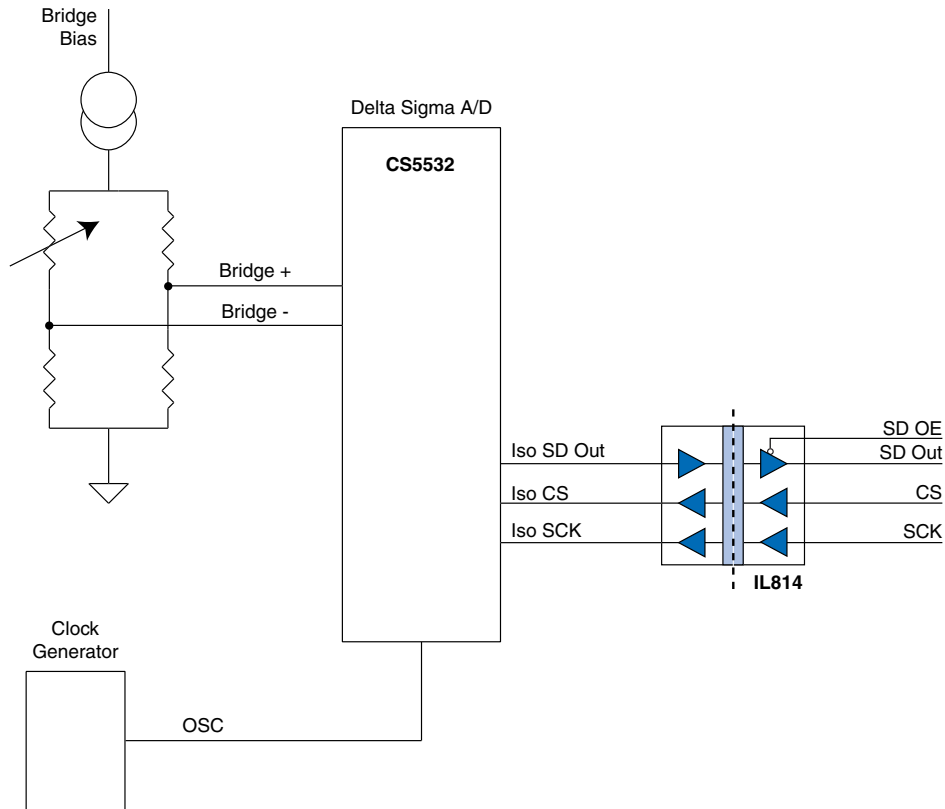 Bridge
Bias
Delta Sigma A/D
CS5532
Bridge +
Bridge -
SD OE
Iso SD Out
SD Out
Iso CS
CS
Iso SCK
SCK
IL814
Clock
Generator
OSC